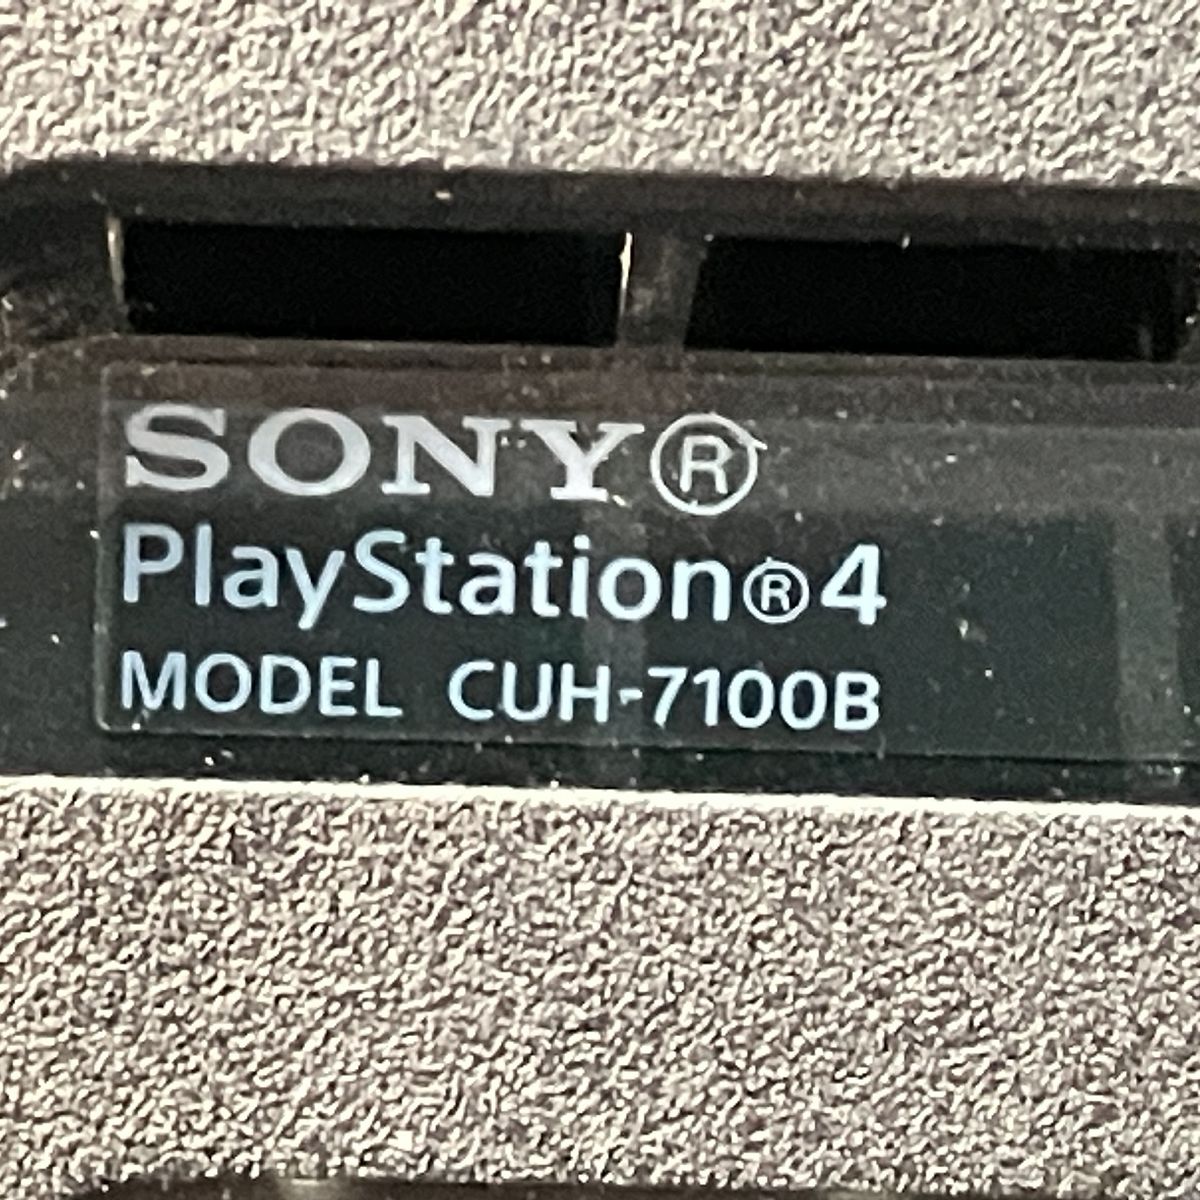 SONY®
PlayStation®4
MODEL CUH-7100B